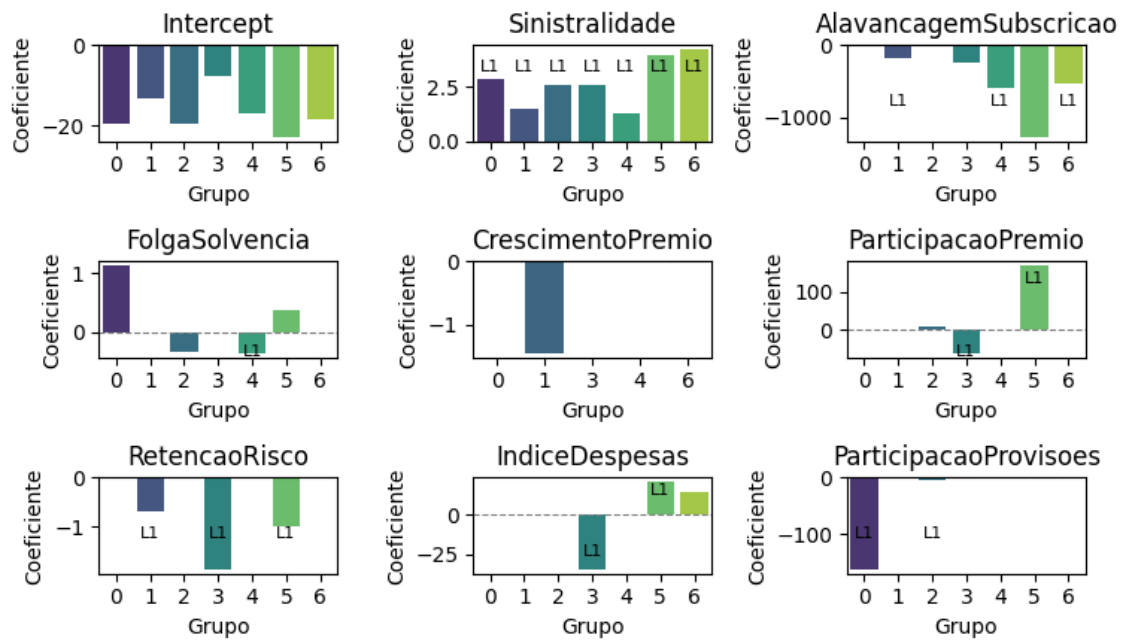 Intercept
Coeficiente
0
−20
0 1 2 3 4 5 6
Grupo
Sinistralidade
Coeficiente
2.5
0.0
L1 L1 L1 L1 L1 L1 L1
0 1 2 3 4 5 6
Grupo
AlavancagemSubscricao
Coeficiente
0
−1000
L1 L1 L1
0 1 2 3 4 5 6
Grupo
FolgaSolvencia
Coeficiente
1
0
L1
0 1 2 3 4 5 6
Grupo
CrescimentoPremio
Coeficiente
0
−1
0 1 3 4 6
Grupo
ParticipacaoPremio
Coeficiente
100
0
L1 L1
0 1 2 3 4 5 6
Grupo
RetencaoRisco
Coeficiente
0
−1
L1 L1 L1
0 1 2 3 4 5 6
Grupo
IndiceDespesas
Coeficiente
0
−25
L1 L1
0 1 2 3 4 5 6
Grupo
ParticipacaoProvisoes
Coeficiente
0
−100
L1 L1
0 1 2 3 4 5 6
Grupo